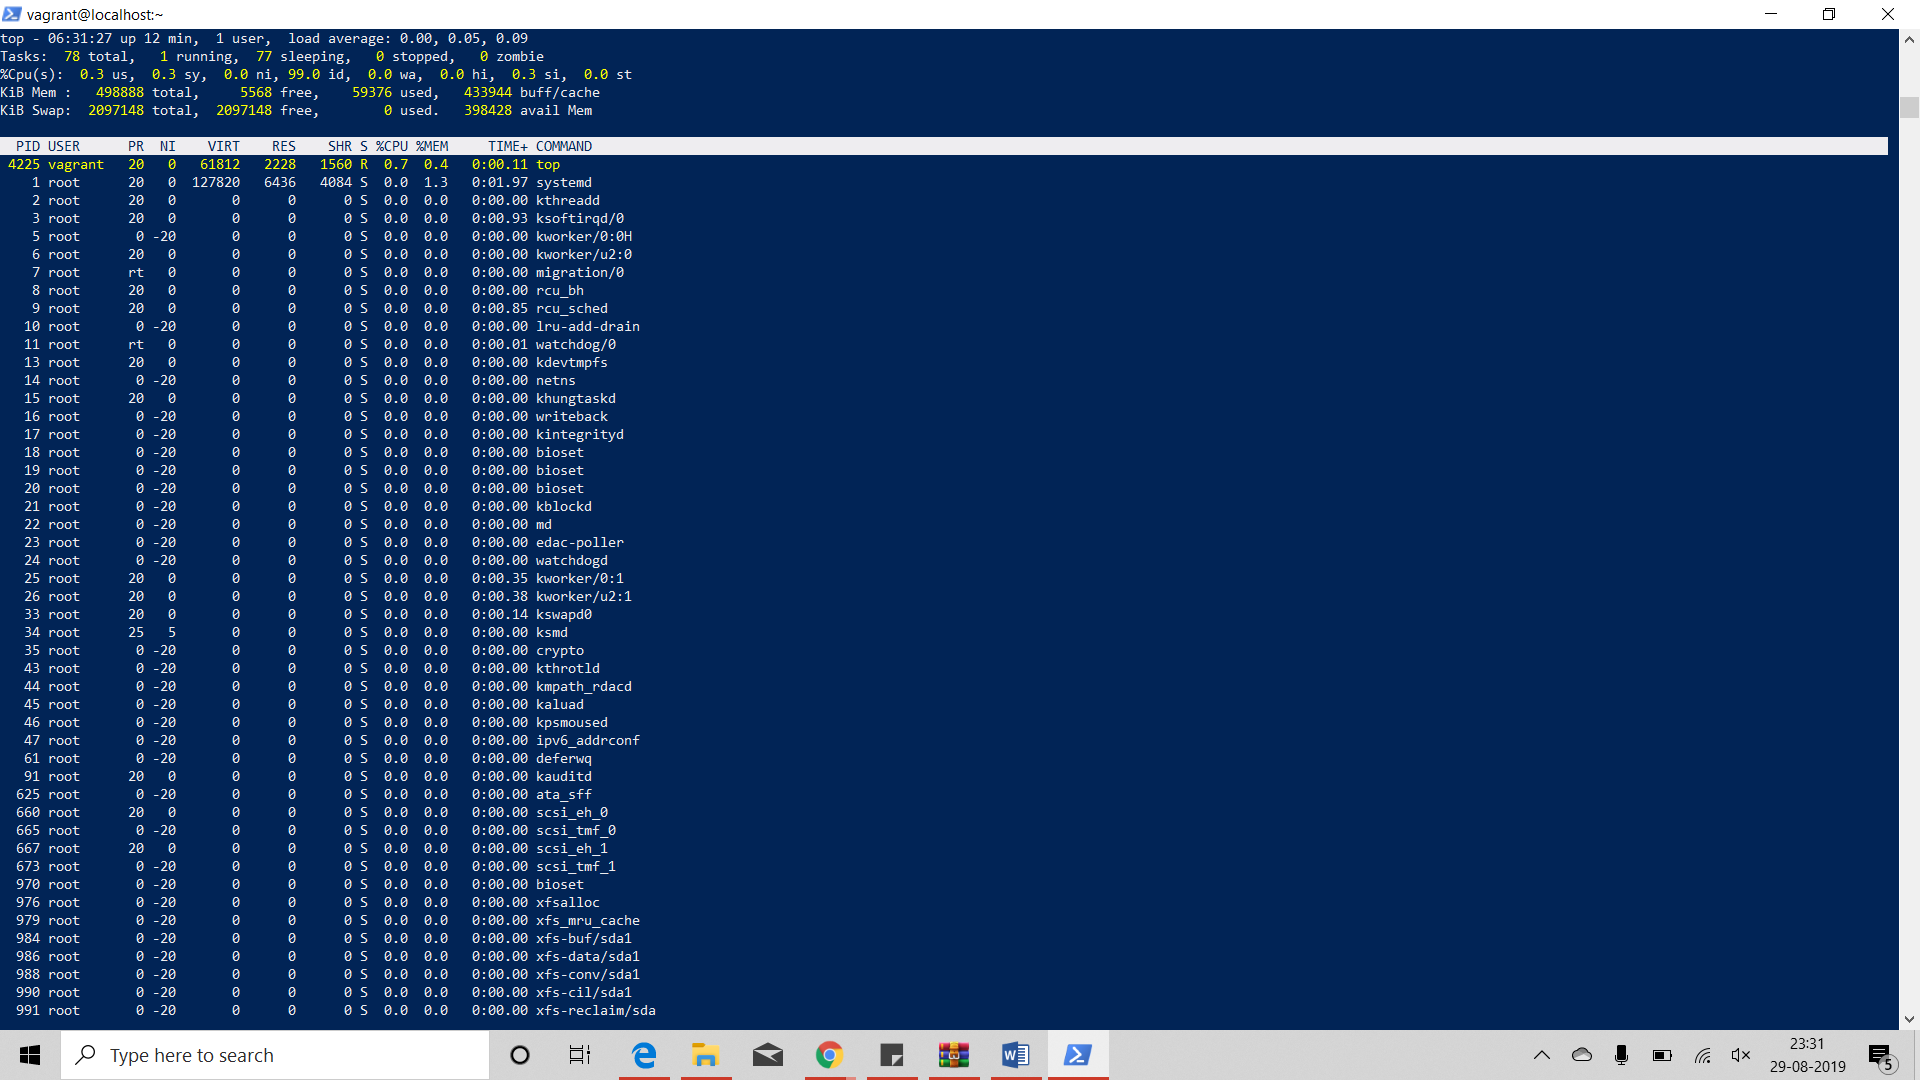 vagrant@localhost:~
top - 06:31:27 up 12 min,  1 user,  load average: 0.00, 0.05, 0.09
Tasks:  78 total,   1 running,  77 sleeping,   0 stopped,   0 zombie
%Cpu(s):  0.3 us,  0.3 sy,  0.0 ni, 99.0 id,  0.0 wa,  0.0 hi,  0.3 si,  0.0 st
KiB Mem :   498888 total,     5568 free,    59376 used,   433944 buff/cache
KiB Swap:  2097148 total,  2097148 free,        0 used.   398428 avail Mem
PID USER      PR  NI    VIRT    RES    SHR S %CPU %MEM     TIME+ COMMAND
4225 vagrant   20   0   61812   2228   1560 R  0.7  0.4   0:00.11 top
1 root      20   0  127820   6436   4084 S  0.0  1.3   0:01.97 systemd
2 root      20   0       0      0      0 S  0.0  0.0   0:00.00 kthreadd
3 root      20   0       0      0      0 S  0.0  0.0   0:00.93 ksoftirqd/0
5 root       0 -20       0      0      0 S  0.0  0.0   0:00.00 kworker/0:0H
6 root      20   0       0      0      0 S  0.0  0.0   0:00.00 kworker/u2:0
7 root      rt   0       0      0      0 S  0.0  0.0   0:00.00 migration/0
8 root      20   0       0      0      0 S  0.0  0.0   0:00.00 rcu_bh
9 root      20   0       0      0      0 S  0.0  0.0   0:00.85 rcu_sched
10 root       0 -20       0      0      0 S  0.0  0.0   0:00.00 lru-add-drain
11 root      rt   0       0      0      0 S  0.0  0.0   0:00.01 watchdog/0
13 root      20   0       0      0      0 S  0.0  0.0   0:00.00 kdevtmpfs
14 root       0 -20       0      0      0 S  0.0  0.0   0:00.00 netns
15 root      20   0       0      0      0 S  0.0  0.0   0:00.00 khungtaskd
16 root       0 -20       0      0      0 S  0.0  0.0   0:00.00 writeback
17 root       0 -20       0      0      0 S  0.0  0.0   0:00.00 kintegrityd
18 root       0 -20       0      0      0 S  0.0  0.0   0:00.00 bioset
19 root       0 -20       0      0      0 S  0.0  0.0   0:00.00 bioset
20 root       0 -20       0      0      0 S  0.0  0.0   0:00.00 bioset
21 root       0 -20       0      0      0 S  0.0  0.0   0:00.00 kblockd
22 root       0 -20       0      0      0 S  0.0  0.0   0:00.00 md
23 root       0 -20       0      0      0 S  0.0  0.0   0:00.00 edac-poller
24 root       0 -20       0      0      0 S  0.0  0.0   0:00.00 watchdogd
25 root      20   0       0      0      0 S  0.0  0.0   0:00.35 kworker/0:1
26 root      20   0       0      0      0 S  0.0  0.0   0:00.38 kworker/u2:1
33 root      20   0       0      0      0 S  0.0  0.0   0:00.14 kswapd0
34 root      25   5       0      0      0 S  0.0  0.0   0:00.00 ksmd
35 root       0 -20       0      0      0 S  0.0  0.0   0:00.00 crypto
43 root       0 -20       0      0      0 S  0.0  0.0   0:00.00 kthrotld
44 root       0 -20       0      0      0 S  0.0  0.0   0:00.00 kmpath_rdacd
45 root       0 -20       0      0      0 S  0.0  0.0   0:00.00 kaluad
46 root       0 -20       0      0      0 S  0.0  0.0   0:00.00 kpsmoused
47 root       0 -20       0      0      0 S  0.0  0.0   0:00.00 ipv6_addrconf
61 root       0 -20       0      0      0 S  0.0  0.0   0:00.00 deferwq
91 root      20   0       0      0      0 S  0.0  0.0   0:00.00 kauditd
625 root       0 -20       0      0      0 S  0.0  0.0   0:00.00 ata_sff
660 root      20   0       0      0      0 S  0.0  0.0   0:00.00 scsi_eh_0
665 root       0 -20       0      0      0 S  0.0  0.0   0:00.00 scsi_tmf_0
667 root      20   0       0      0      0 S  0.0  0.0   0:00.00 scsi_eh_1
673 root       0 -20       0      0      0 S  0.0  0.0   0:00.00 scsi_tmf_1
970 root       0 -20       0      0      0 S  0.0  0.0   0:00.00 bioset
976 root       0 -20       0      0      0 S  0.0  0.0   0:00.00 xfsalloc
979 root       0 -20       0      0      0 S  0.0  0.0   0:00.00 xfs_mru_cache
984 root       0 -20       0      0      0 S  0.0  0.0   0:00.00 xfs-buf/sda1
986 root       0 -20       0      0      0 S  0.0  0.0   0:00.00 xfs-data/sda1
988 root       0 -20       0      0      0 S  0.0  0.0   0:00.00 xfs-conv/sda1
990 root       0 -20       0      0      0 S  0.0  0.0   0:00.00 xfs-cil/sda1
991 root       0 -20       0      0      0 S  0.0  0.0   0:00.00 xfs-reclaim/sda
Type here to search
23:31
29-08-2019
5